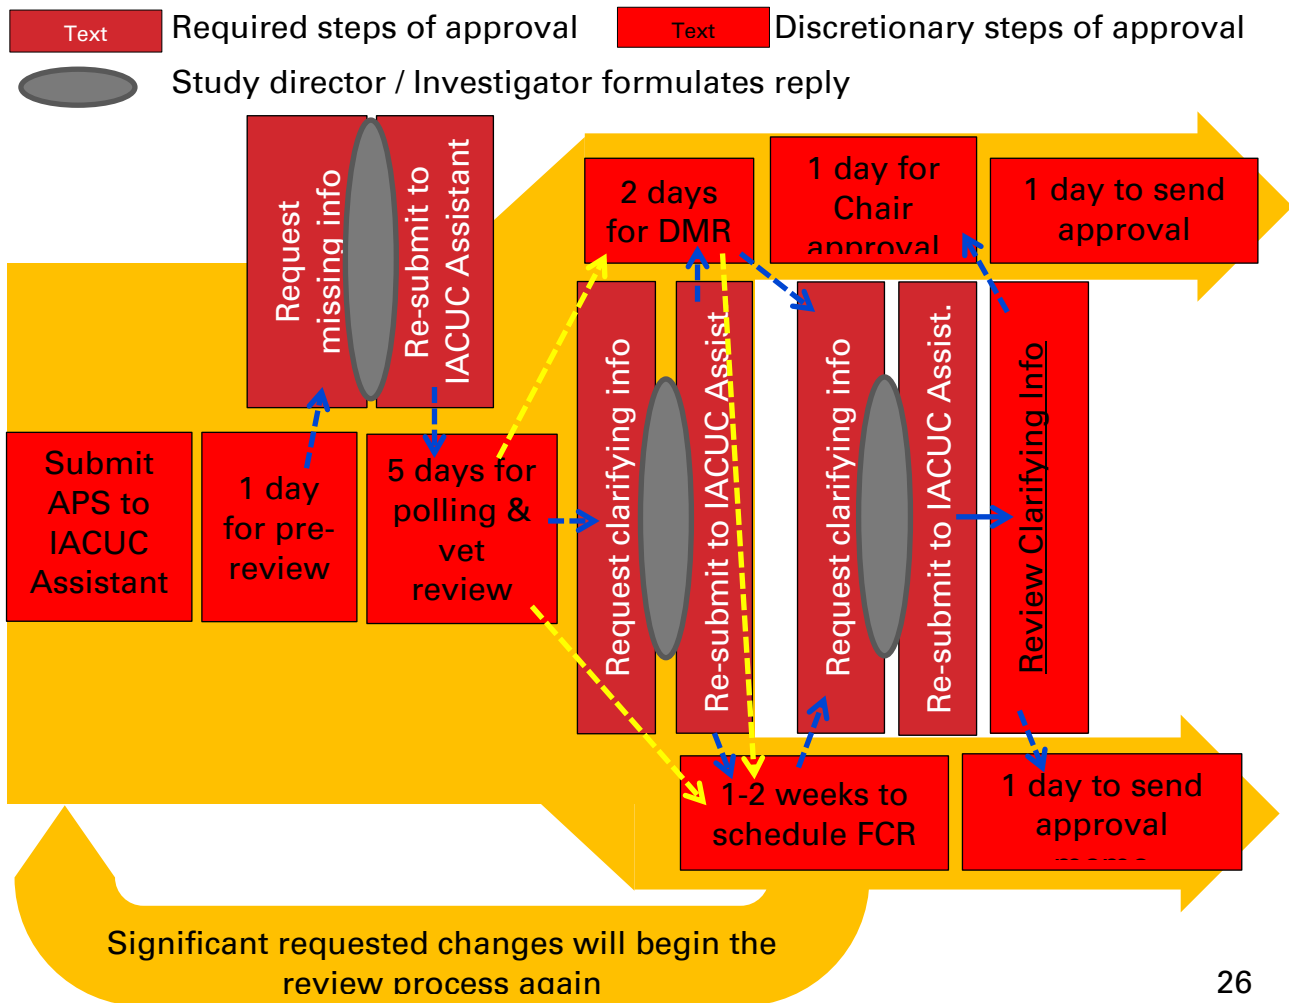 Text
Required steps of approval
Text
Discretionary steps of approval
Study director / Investigator formulates reply
Request
missing info
Re-submit to
IACUC Assistant
Submit
APS to
IACUC
Assistant
1 day
for pre-
review
5 days for
polling &
vet
review
2 days
for DMR
1 day for
Chair
approval
1 day to send
approval
Request clarifying info
Re-submit to IACUC Assist.
Request clarifying info
Re-submit to IACUC Assist.
Review Clarifying Info
1-2 weeks to
schedule FCR
1 day to send
approval
Significant requested changes will begin the
review process again
26